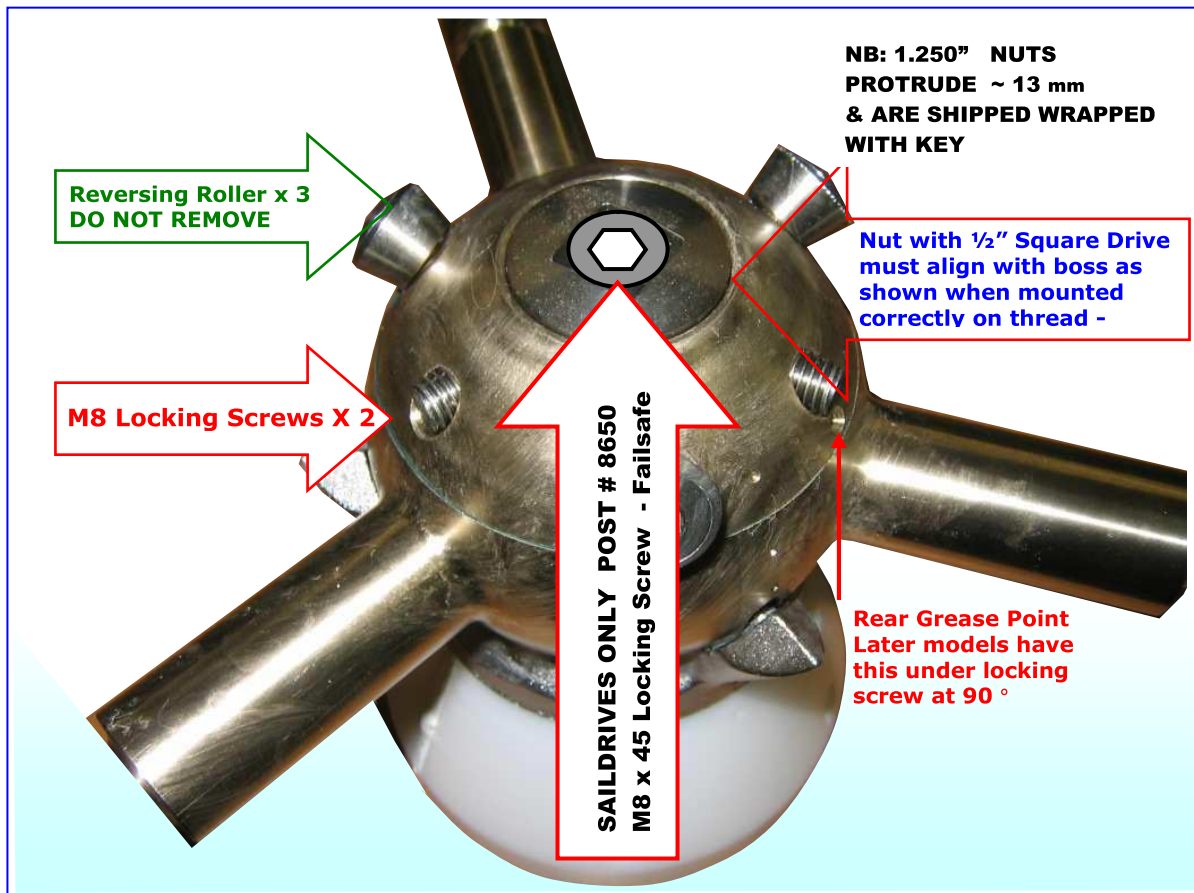 NB: 1.250” NUTS
PROTRUDE ~ 13 mm
& ARE SHIPPED WRAPPED
WITH KEY
Reversing Roller x 3
DO NOT REMOVE
Nut with ½” Square Drive
must align with boss as
shown when mounted
correctly on thread -
M8 Locking Screws X 2
SAILDRIVES ONLY POST # 8650
M8 x 45 Locking Screw - Failsafe
Rear Grease Point
Later models have
this under locking
screw at 90 °